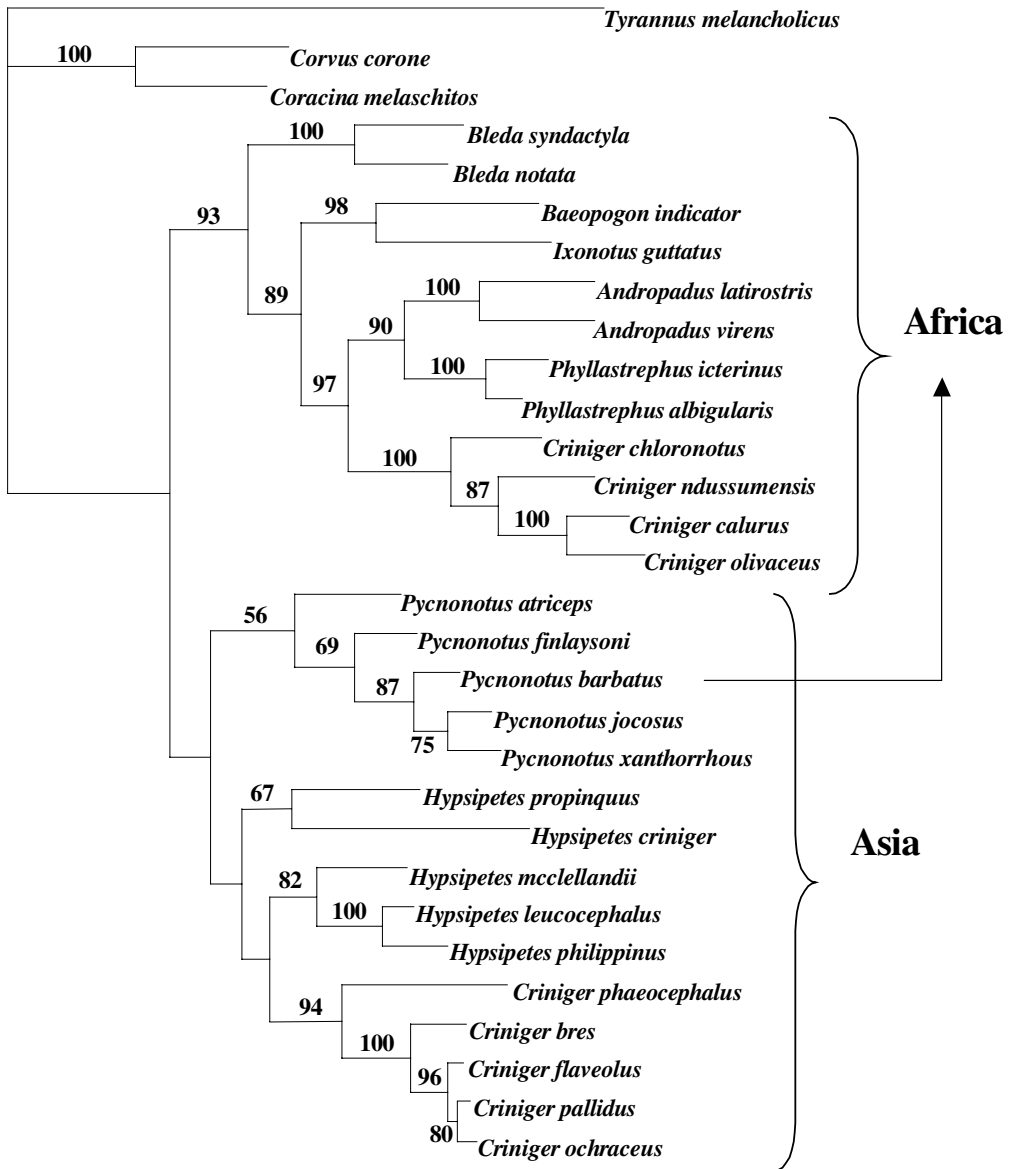 Tyrannus melancholicus
100
Corvus corone
Coracina melaschitos
100
Bleda syndactyla
Bleda notata
93
98
Baeopogon indicator
Ixonotus guttatus
89
100
Andropadus latirostris
Andropadus virens
90
Africa
100
Phyllastrephus icterinus
97
Phyllastrephus albigularis
Criniger chloronotus
100
87
Criniger ndussumensis
100
Criniger calurus
Criniger olivaceus
Pycnonotus atriceps
56
Pycnonotus finlaysoni
69
Pycnonotus barbatus
87
Pycnonotus jocosus
75
Pycnonotus xanthorrhous
67
Hypsipetes propinquus
Hypsipetes criniger
Asia
82
Hypsipetes mcclellandii
100
Hypsipetes leucocephalus
Hypsipetes philippinus
Criniger phaeocephalus
94
Criniger bres
100
Criniger flaveolus
96
Criniger pallidus
80
Criniger ochraceus